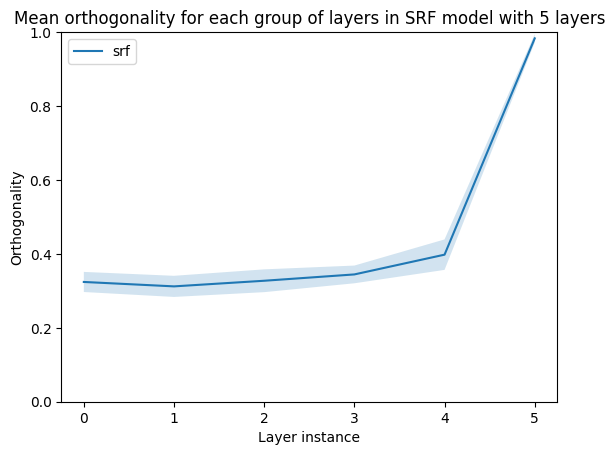 Mean orthogonality for each group of layers in SRF model with 5 layers
srf
Orthogonality
1.0
0.8
0.6
0.4
0.2
0.0
0 1 2 3 4 5
Layer instance